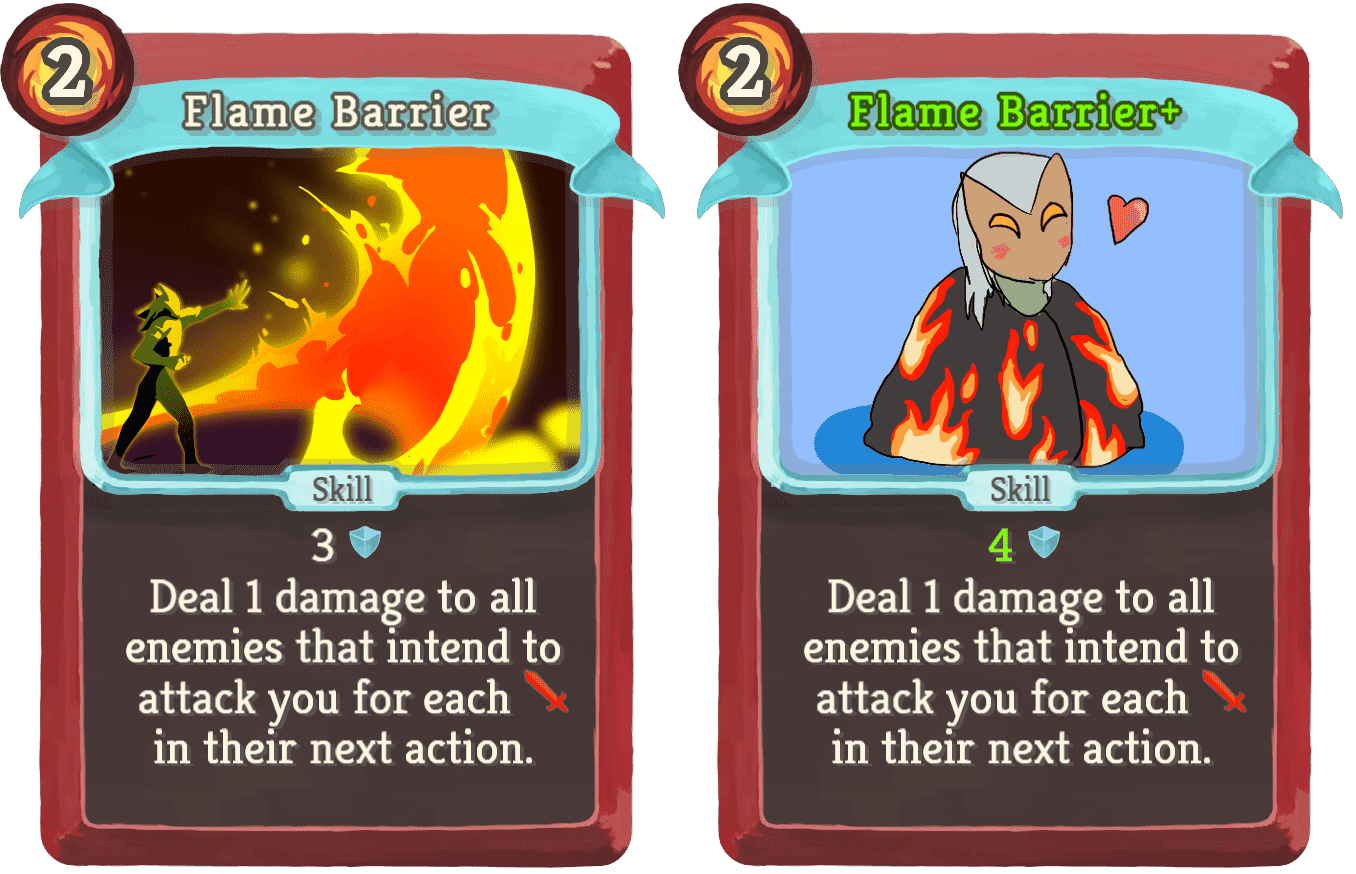 2
Flame Barrier
Skill
3
Deal 1 damage to all
enemies that intend to
attack you for each
in their next action.
2
Flame Barrier+
Skill
4
Deal 1 damage to all
enemies that intend to
attack you for each
in their next action.